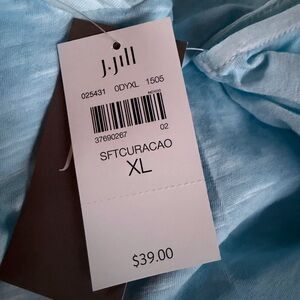 J.Jill
025431 0DYXL 1505
37690267 02
SFTCURACAO
XL
$39.00